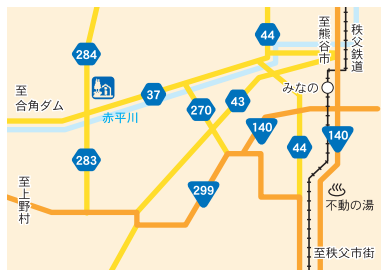 44
至熊谷市
秩父鉄道
284
みなの
37
43
至
合角ダム
270
赤平川
140
140
44
283
299
至上野村
不動の湯
至秩父市街